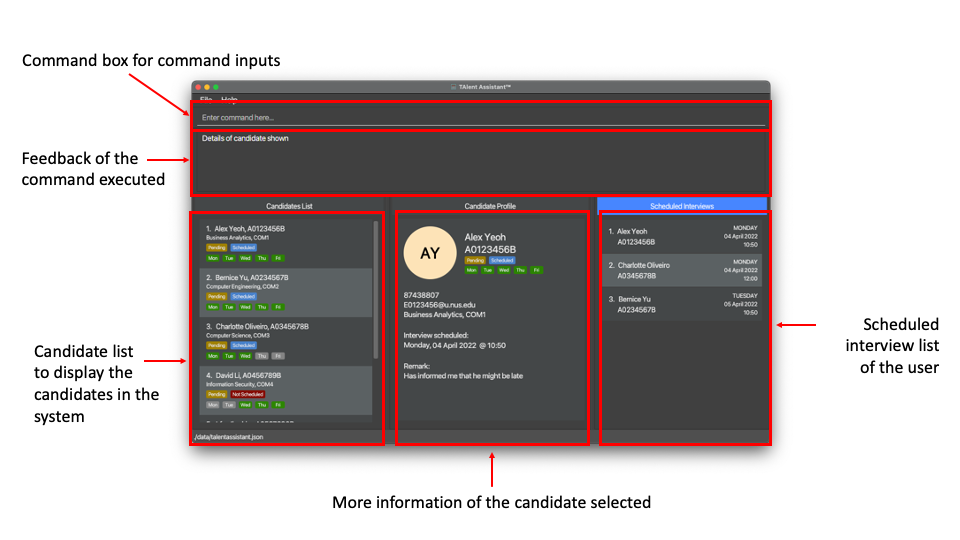 Command box for command inputs
TAlent Assistant™
File Help
Enter command here...
Feedback of the
command executed
Details of candidate shown
Candidates List
Candidate Profile
Scheduled Interviews
1. Alex Yeoh, A0123456B
Business Analytics, COM1
Pending Scheduled
Mon Tue Wed Thu Fri
2. Bernice Yu, A0234567B
Computer Engineering, COM2
Pending Scheduled
Mon Tue Wed Thu Fri
3. Charlotte Oliveiro, A0345678B
Computer Science, COM3
Pending Scheduled
Mon Tue Wed Thu Fri
4. David Li, A0456789B
Information Security, COM4
Pending Not Scheduled
Mon Tue Wed Thu Fri
/data/talentassistant.json
AY
Alex Yeoh
A0123456B
Pending Scheduled
Mon Tue Wed Thu Fri
87438807
E0123456@u.nus.edu
Business Analytics, COM1
Interview scheduled:
Monday, 04 April 2022 @ 10:50
Remark:
Has informed me that he might be late
1. Alex Yeoh
A0123456B
MONDAY
04 April 2022
10:50
2. Charlotte Oliveiro
A0345678B
MONDAY
04 April 2022
12:00
3. Bernice Yu
A0234567B
TUESDAY
05 April 2022
10:50
Candidate list
to display the
candidates in the
system
Scheduled
interview list
of the user
More information of the candidate selected